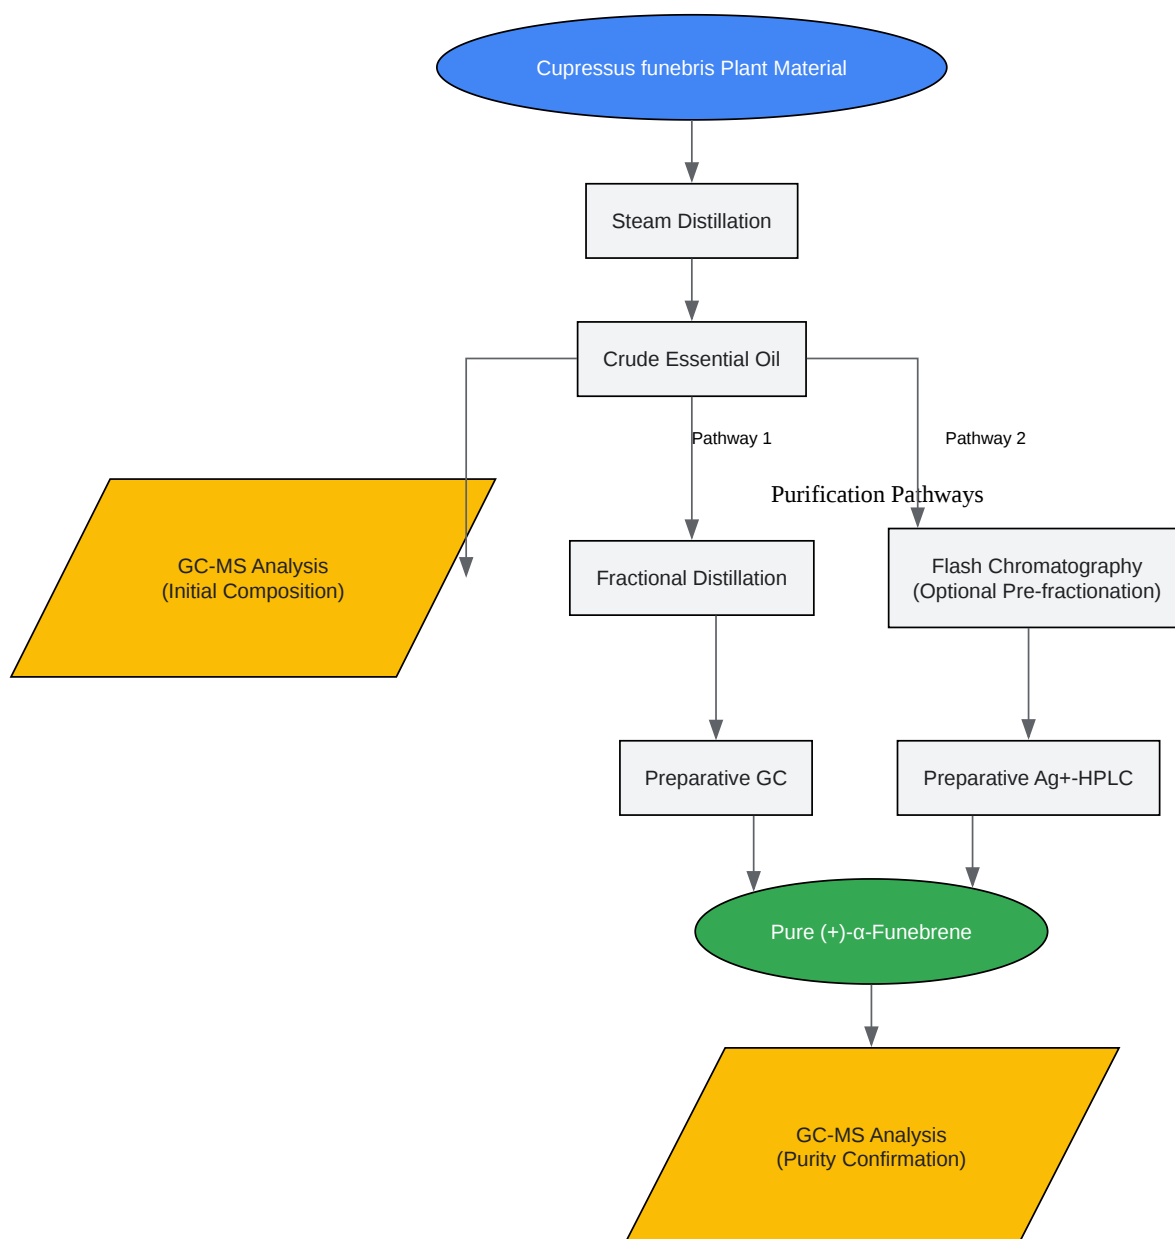 Cupressus funebris Plant Material
Steam Distillation
Crude Essential Oil
Pathway 1
Pathway 2
Purification Pathways
GC-MS Analysis
(Initial Composition)
Fractional Distillation
Flash Chromatography
(Optional Pre-fractionation)
Preparative GC
Preparative Ag+-HPLC
Pure (+)-α-Funebrene
GC-MS Analysis
(Purity Confirmation)